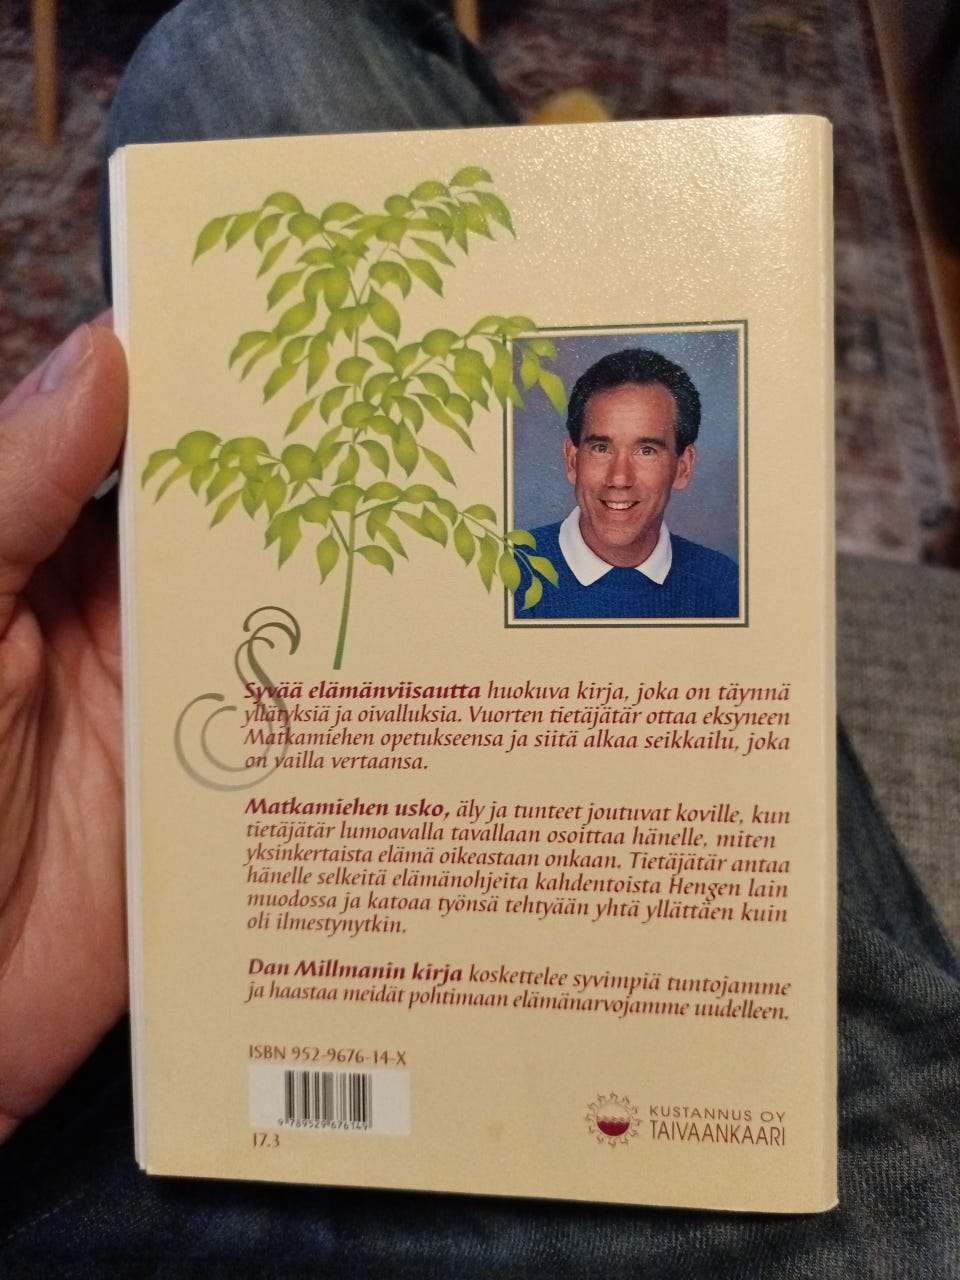 Syvää elämänviisautta huokuva kirja, joka on täynnä
yllätyksiä ja oivalluksia. Vuorten tietäjätär ottaa eksyneen
Matkamiehen opetukseensa ja siitä alkaa seikkailu, joka
on vailla vertaansa.
Matkamiehen usko, äly ja tunteet joutuvat koville, kun
tietäjätär lumoavalla tavallaan osoittaa hänelle, miten
yksinkertaista elämä oikeastaan onkaan. Tietäjätär antaa
hänelle selkeitä elämänohjeita kahdentoista Hengen lain
muodossa ja katoaa työnsä tehtyään yhtä yllättäen kuin
oli ilmestynytkin.
Dan Millmanin kirja koskettelee syvimpiä tuntojamme
ja haastaa meidät pohtimaan elämänarvojamme uudelleen.
ISBN 952-9676-14-X
9 789529 676149
17.3
KUSTANNUS OY
TAIVAANKAARI